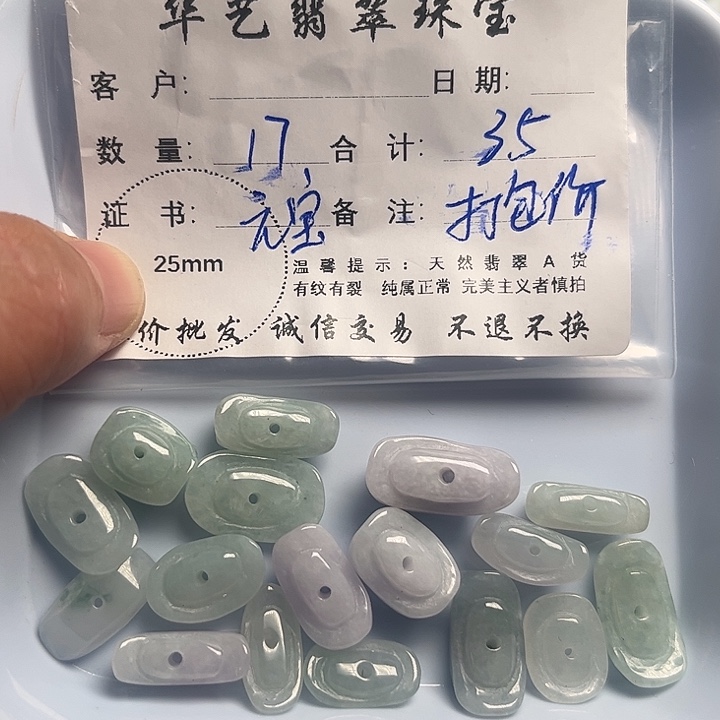 华艺翡翠珠宝
客 户: 日 期:
数 量: 17 合 计: 35
证 书: 元宝 备 注: 打包价
25mm 温馨提示: 天然翡翠A货
有纹有裂 纯属正常 完美主义者慎拍
价批发 诚信交易 不退不换